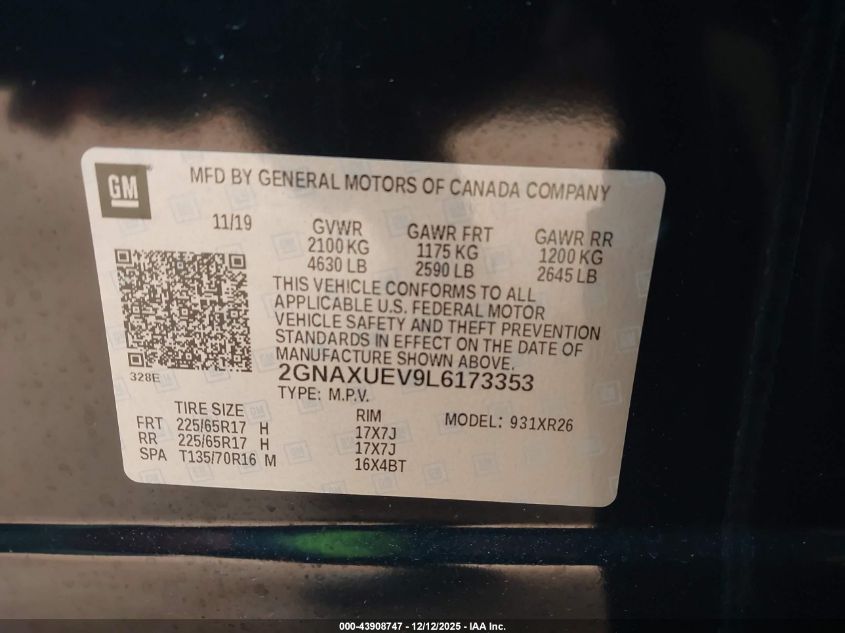 GM
MFD BY GENERAL MOTORS OF CANADA COMPANY
11/19 GVWR GAWR FRT GAWR RR
2100 KG 1175 KG 1200 KG
4630 LB 2590 LB 2645 LB
THIS VEHICLE CONFORMS TO ALL
APPLICABLE U.S. FEDERAL MOTOR
VEHICLE SAFETY AND THEFT PREVENTION
STANDARDS IN EFFECT ON THE DATE OF
MANUFACTURE SHOWN ABOVE.
328E
2GNAXUEV9L6173353
TYPE: M.P.V.
TIRE SIZE RIM MODEL: 931XR26
FRT 225/65R17 H 17X7J
RR 225/65R17 H 17X7J
SPA T135/70R16 M 16X4BT
000-43908747 - 12/12/2025 - IAA Inc.